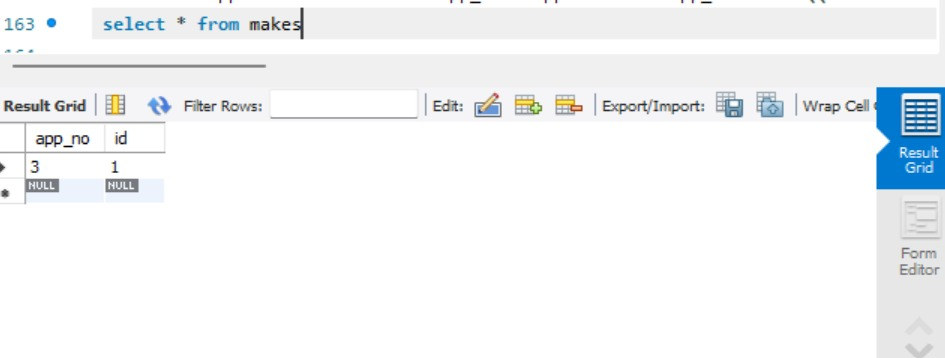 163 select * from makes
Result Grid Filter Rows: Edit: Export/Import: Wrap Cell
app_no id
3 1
NULL NULL
Result
Grid
Form
Editor